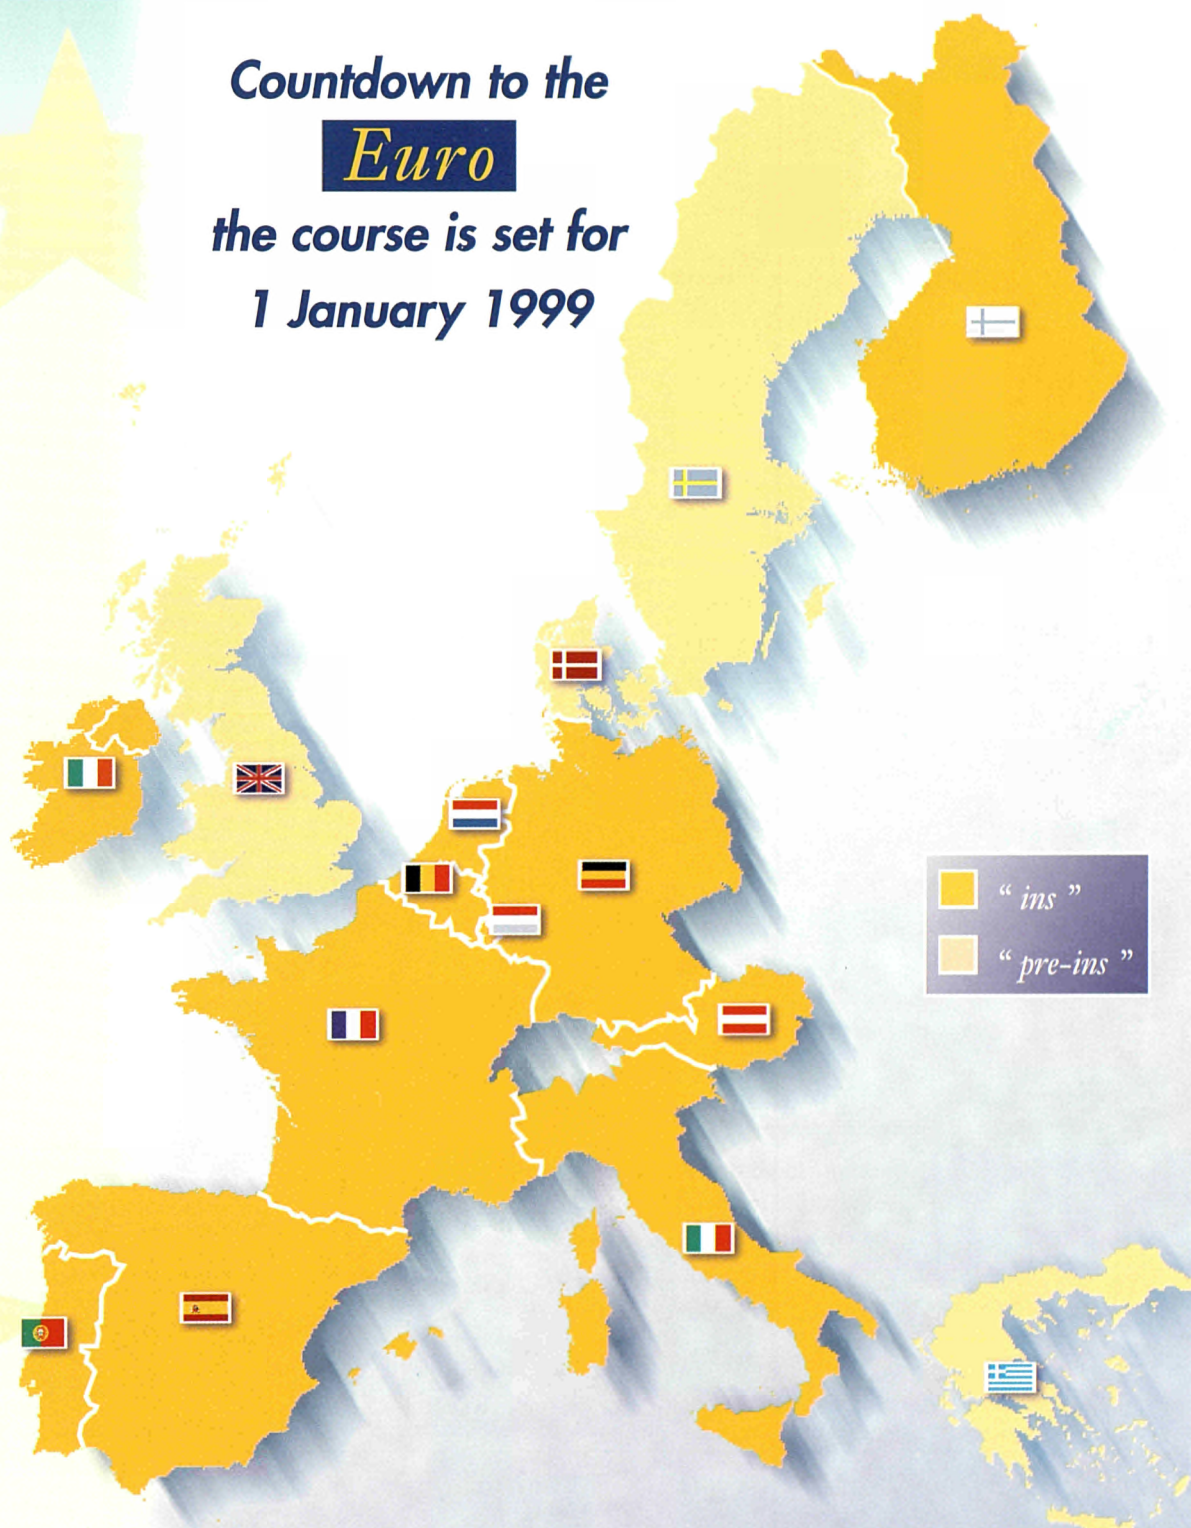 Countdown to the
Euro
the course is set for
1 January 1999
“ ins ”
“ pre-ins ”